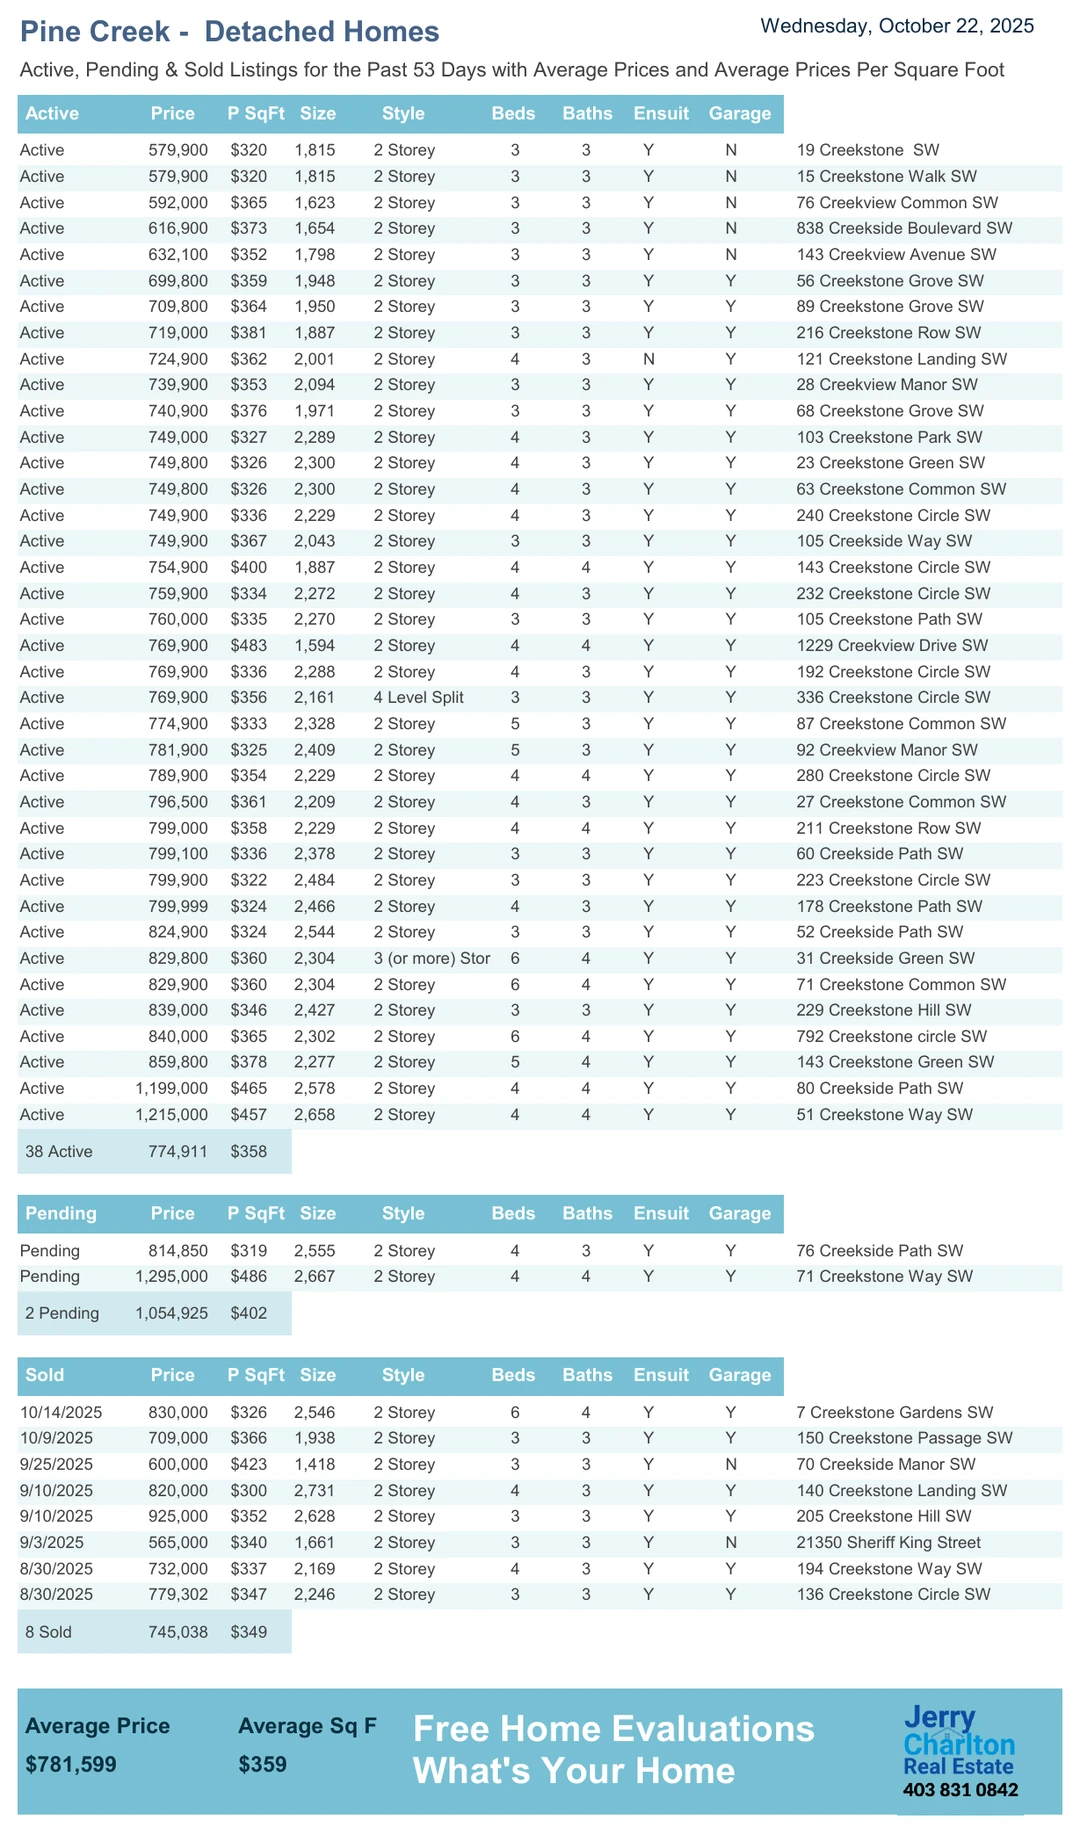 Pine Creek - Detached Homes
Wednesday, October 22, 2025
Active, Pending & Sold Listings for the Past 53 Days with Average Prices and Average Prices Per Square Foot
Active Price P SqFt Size Style Beds Baths Ensuit Garage
Active 579,900 $320 1,815 2 Storey 3 3 Y N 19 Creekstone SW
Active 579,900 $320 1,815 2 Storey 3 3 Y N 15 Creekstone Walk SW
Active 592,000 $365 1,623 2 Storey 3 3 Y N 76 Creekview Common SW
Active 616,900 $373 1,654 2 Storey 3 3 Y N 838 Creekside Boulevard SW
Active 632,100 $352 1,798 2 Storey 3 3 Y N 143 Creekview Avenue SW
Active 699,800 $359 1,948 2 Storey 3 3 Y Y 56 Creekstone Grove SW
Active 709,800 $364 1,950 2 Storey 3 3 Y Y 89 Creekstone Grove SW
Active 719,000 $381 1,887 2 Storey 3 3 Y Y 216 Creekstone Row SW
Active 724,900 $362 2,001 2 Storey 4 3 N Y 121 Creekstone Landing SW
Active 739,900 $353 2,094 2 Storey 3 3 Y Y 28 Creekview Manor SW
Active 740,900 $376 1,971 2 Storey 3 3 Y Y 68 Creekstone Grove SW
Active 749,000 $327 2,289 2 Storey 4 3 Y Y 103 Creekstone Park SW
Active 749,800 $326 2,300 2 Storey 4 3 Y Y 23 Creekstone Green SW
Active 749,800 $326 2,300 2 Storey 4 3 Y Y 63 Creekstone Common SW
Active 749,900 $336 2,229 2 Storey 4 3 Y Y 240 Creekstone Circle SW
Active 749,900 $367 2,043 2 Storey 3 3 Y Y 105 Creekside Way SW
Active 754,900 $400 1,887 2 Storey 4 4 Y Y 143 Creekstone Circle SW
Active 759,900 $334 2,272 2 Storey 4 3 Y Y 232 Creekstone Circle SW
Active 760,000 $335 2,270 2 Storey 3 3 Y Y 105 Creekstone Path SW
Active 769,900 $483 1,594 2 Storey 4 4 Y Y 1229 Creekview Drive SW
Active 769,900 $336 2,288 2 Storey 4 3 Y Y 192 Creekstone Circle SW
Active 769,900 $356 2,161 4 Level Split 3 3 Y Y 336 Creekstone Circle SW
Active 774,900 $333 2,328 2 Storey 5 3 Y Y 87 Creekstone Common SW
Active 781,900 $325 2,409 2 Storey 5 3 Y Y 92 Creekview Manor SW
Active 789,900 $354 2,229 2 Storey 4 4 Y Y 280 Creekstone Circle SW
Active 796,500 $361 2,209 2 Storey 4 3 Y Y 27 Creekstone Common SW
Active 799,000 $358 2,229 2 Storey 4 4 Y Y 211 Creekstone Row SW
Active 799,100 $336 2,378 2 Storey 3 3 Y Y 60 Creekside Path SW
Active 799,900 $322 2,484 2 Storey 3 3 Y Y 223 Creekstone Circle SW
Active 799,999 $324 2,466 2 Storey 4 3 Y Y 178 Creekstone Path SW
Active 824,900 $324 2,544 2 Storey 3 3 Y Y 52 Creekside Path SW
Active 829,800 $360 2,304 3 (or more) Stor 6 4 Y Y 31 Creekside Green SW
Active 829,900 $360 2,304 2 Storey 6 4 Y Y 71 Creekstone Common SW
Active 839,000 $346 2,427 2 Storey 3 3 Y Y 229 Creekstone Hill SW
Active 840,000 $365 2,302 2 Storey 6 4 Y Y 792 Creekstone circle SW
Active 859,800 $378 2,277 2 Storey 5 4 Y Y 143 Creekstone Green SW
Active 1,199,000 $465 2,578 2 Storey 4 4 Y Y 80 Creekside Path SW
Active 1,215,000 $457 2,658 2 Storey 4 4 Y Y 51 Creekstone Way SW
38 Active 774,911 $358
Pending Price P SqFt Size Style Beds Baths Ensuit Garage
Pending 814,850 $319 2,555 2 Storey 4 3 Y Y 76 Creekside Path SW
Pending 1,295,000 $486 2,667 2 Storey 4 4 Y Y 71 Creekstone Way SW
2 Pending 1,054,925 $402
Sold Price P SqFt Size Style Beds Baths Ensuit Garage
10/14/2025 830,000 $326 2,546 2 Storey 6 4 Y Y 7 Creekstone Gardens SW
10/9/2025 709,000 $366 1,938 2 Storey 3 3 Y Y 150 Creekstone Passage SW
9/25/2025 600,000 $423 1,418 2 Storey 3 3 Y N 70 Creekside Manor SW
9/10/2025 820,000 $300 2,731 2 Storey 4 3 Y Y 140 Creekstone Landing SW
9/10/2025 925,000 $352 2,628 2 Storey 3 3 Y Y 205 Creekstone Hill SW
9/3/2025 565,000 $340 1,661 2 Storey 3 3 Y N 21350 Sheriff King Street
8/30/2025 732,000 $337 2,169 2 Storey 4 3 Y Y 194 Creekstone Way SW
8/30/2025 779,302 $347 2,246 2 Storey 3 3 Y Y 136 Creekstone Circle SW
8 Sold 745,038 $349
Average Price Average Sq F
$781,599 $359
Free Home Evaluations
What's Your Home
Jerry
Charlton
Real Estate
403 831 0842